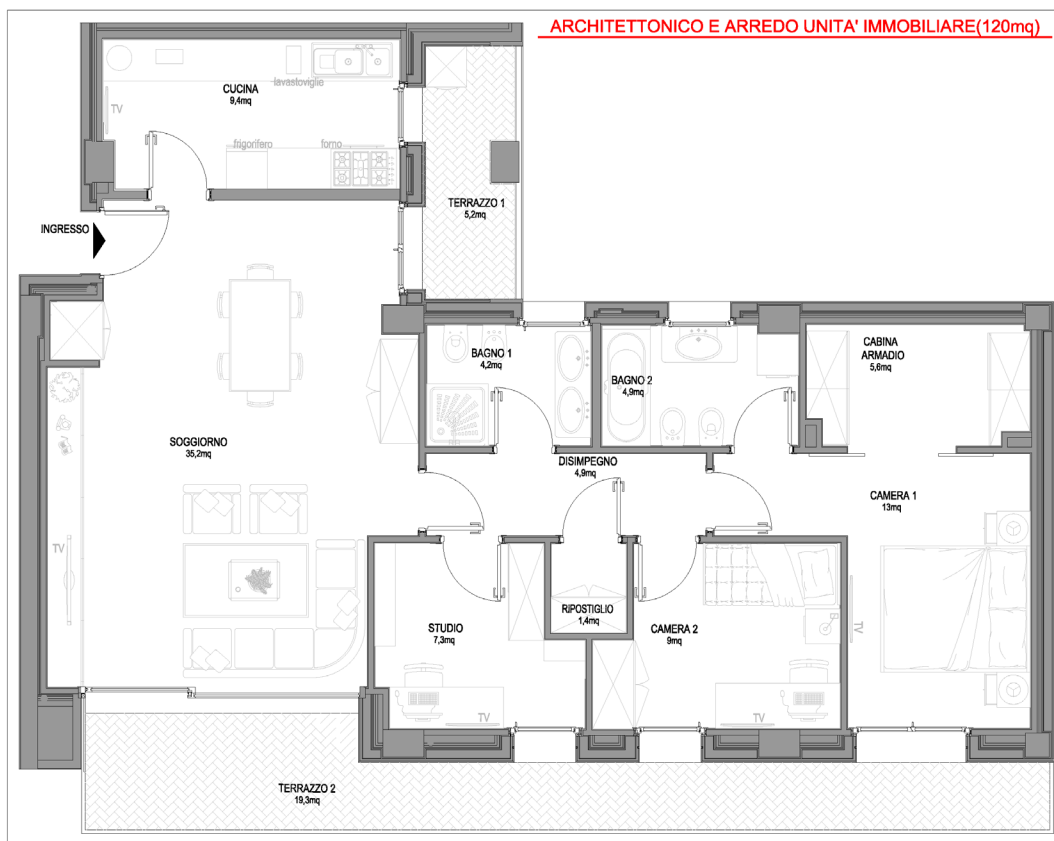 ARCHITETTONICO E ARREDO UNITA' IMMOBILIARE(120mq)
CUCINA
9,4mq
lavastoviglie
TV
frigorifero
forno
TERRAZZO 1
5,2mq
INGRESSO
BAGNO 1
4,2mq
BAGNO 2
4,9mq
CABINA
ARMADIO
5,6mq
SOGGIORNO
35,2mq
DISIMPEGNO
4,9mq
CAMERA 1
13mq
TV
RIPOSTIGLIO
1,4mq
STUDIO
7,3mq
CAMERA 2
9mq
TV
TV
TV
TERRAZZO 2
19,3mq